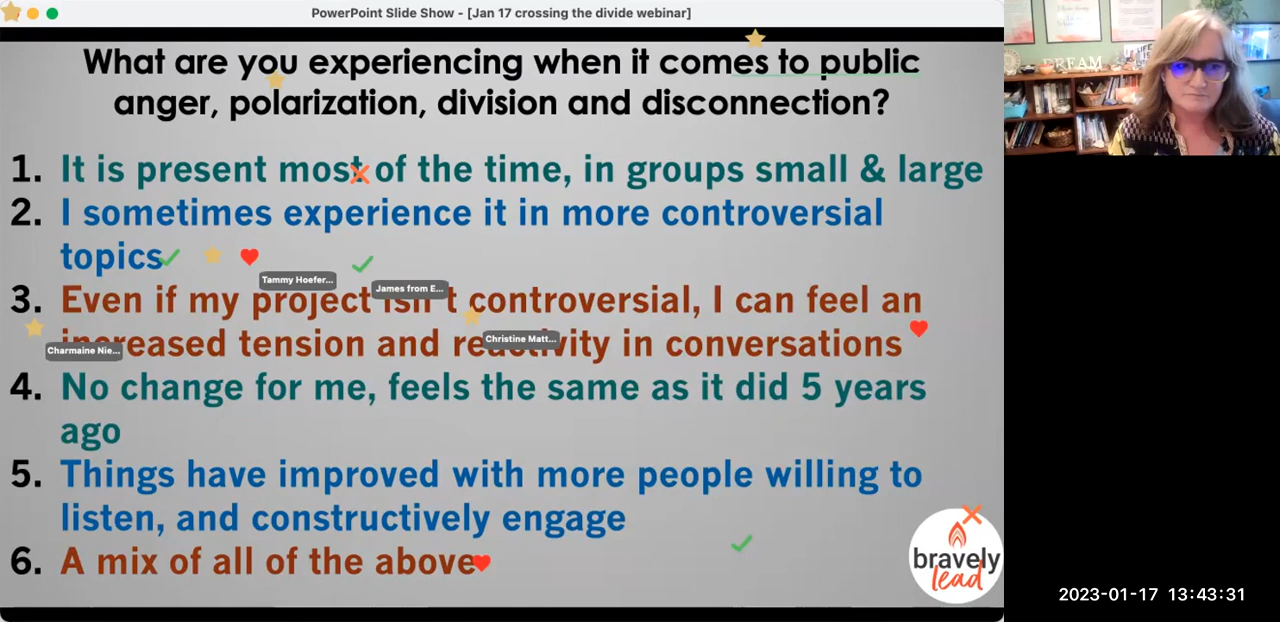 PowerPoint Slide Show - [Jan 17 crossing the divide webinar]
What are you experiencing when it comes to public
anger, polarization, division and disconnection?
1. It is present most of the time, in groups small & large
2. I sometimes experience it in more controversial
topics
Tammy Hoefer...
James from E...
3. Even if my project isn't controversial, I can feel an
increased tension and reactivity in conversations
Christine Matt...
Charmaine Nie...
4. No change for me, feels the same as it did 5 years
ago
5. Things have improved with more people willing to
listen, and constructively engage
6. A mix of all of the above
bravely
lead
DREAM
2023-01-17 13:43:31